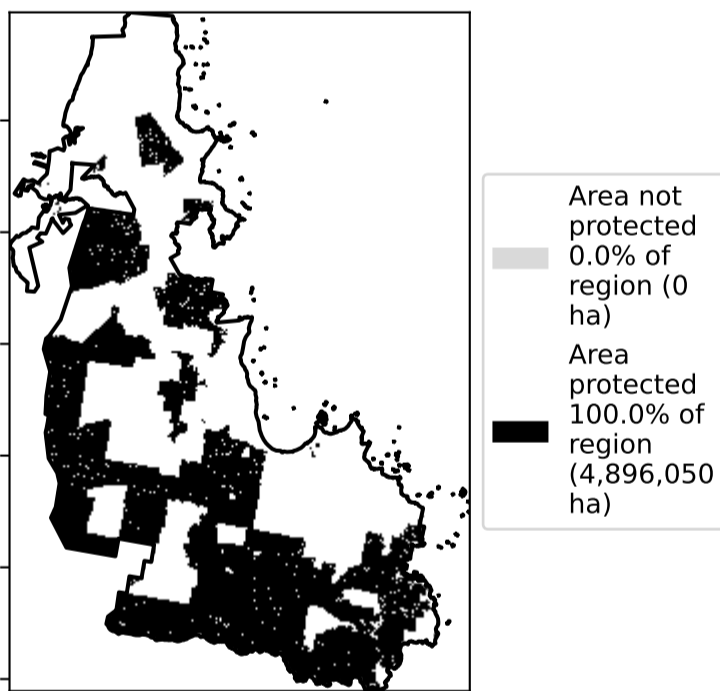 Area not
protected
0.0% of
region (0
ha)
Area
protected
100.0% of
region
(4,896,050
ha)